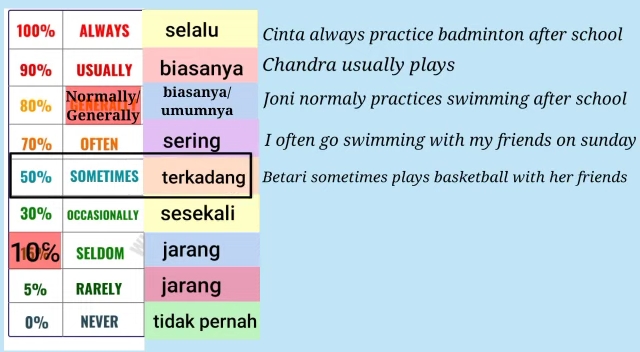 100% ALWAYS selalu Cinta always practice badminton after school
90% USUALLY biasanya Chandra usually plays
80% Normally/ Generally biasanya/ umumnya Joni normaly practices swimming after school
70% OFTEN sering I often go swimming with my friends on sunday
50% SOMETIMES terkadang Betari sometimes plays basketball with her friends
30% OCCASIONALLY sesekali
10% SELDOM jarang
5% RARELY jarang
0% NEVER tidak pernah